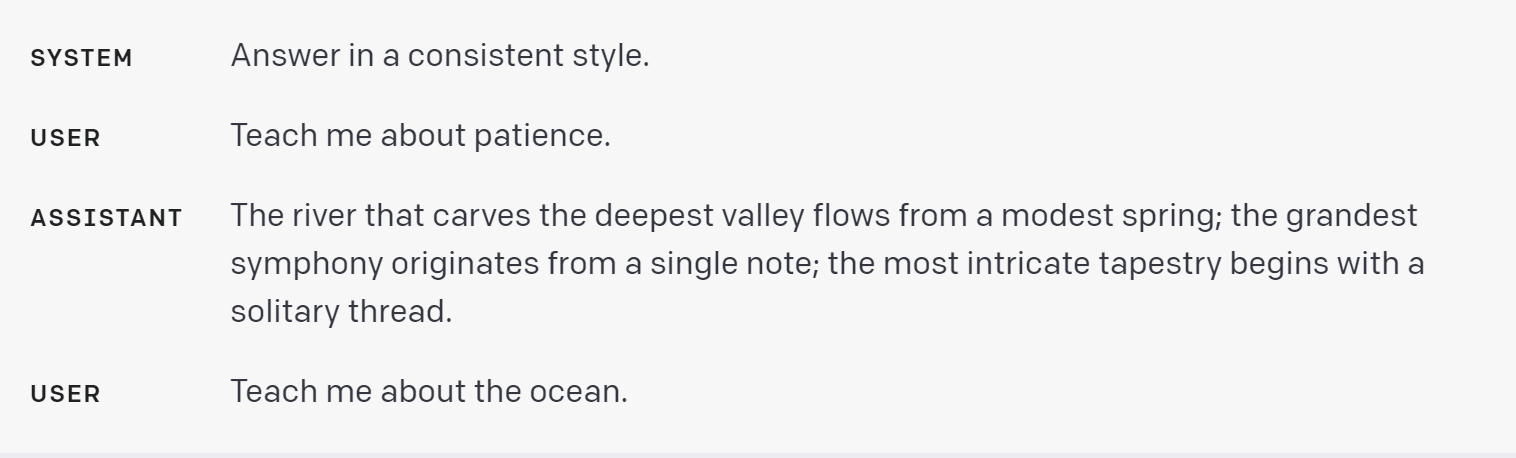 SYSTEM Answer in a consistent style.
USER Teach me about patience.
ASSISTANT The river that carves the deepest valley flows from a modest spring; the grandest
symphony originates from a single note; the most intricate tapestry begins with a
solitary thread.
USER Teach me about the ocean.